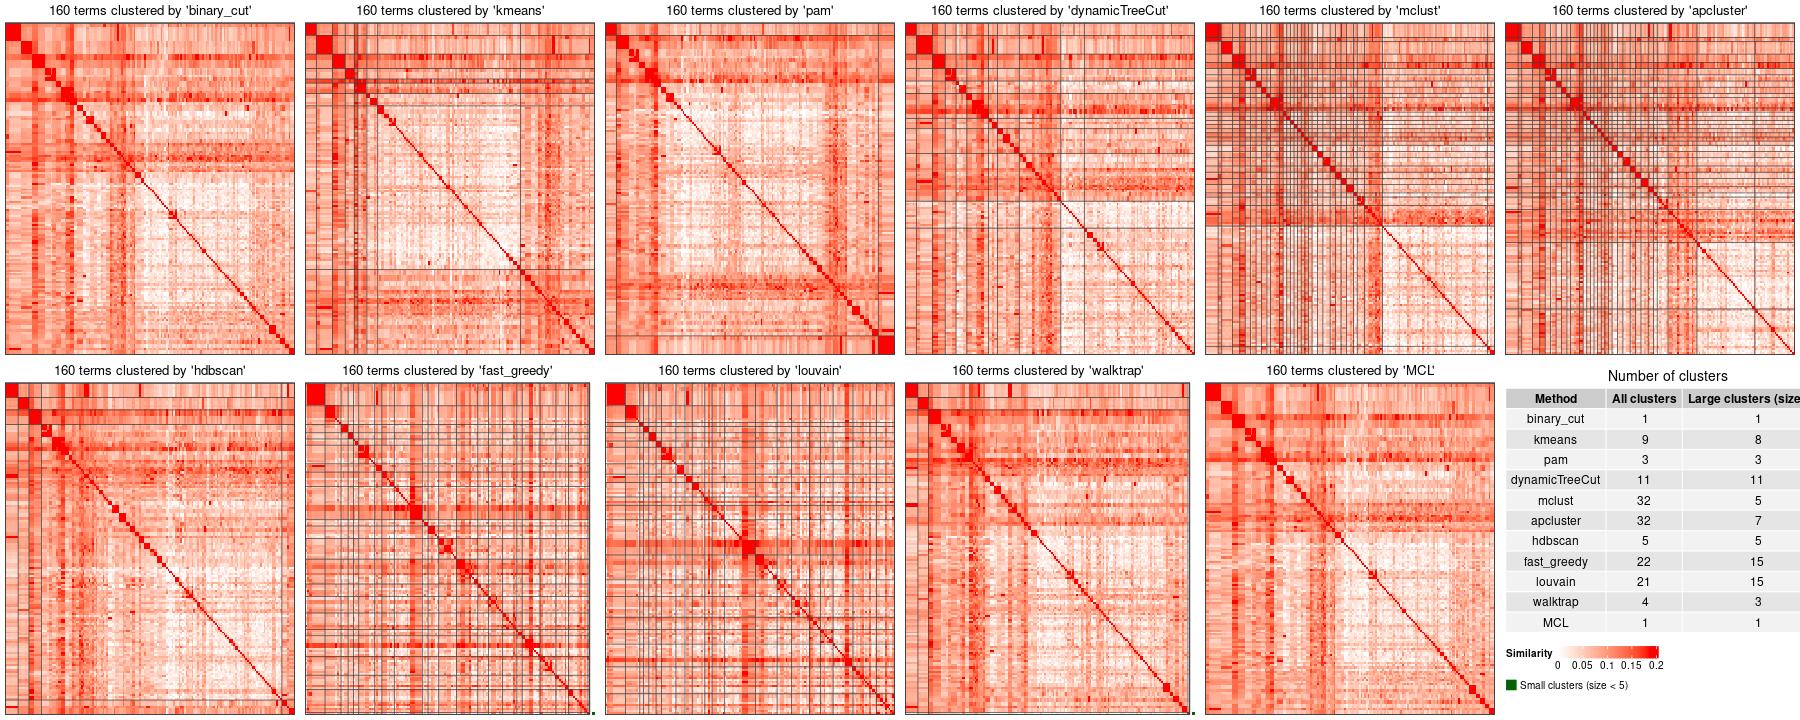 160 terms clustered by 'binary_cut'
160 terms clustered by 'kmeans'
160 terms clustered by 'pam'
160 terms clustered by 'dynamicTreeCut'
160 terms clustered by 'mclust'
160 terms clustered by 'apcluster'
160 terms clustered by 'hdbscan'
160 terms clustered by 'fast_greedy'
160 terms clustered by 'louvain'
160 terms clustered by 'walktrap'
160 terms clustered by 'MCL'
Number of clusters
Method All clusters Large clusters (size
binary_cut 1 1
kmeans 9 8
pam 3 3
dynamicTreeCut 11 11
mclust 32 5
apcluster 32 7
hdbscan 5 5
fast_greedy 22 15
louvain 21 15
walktrap 4 3
MCL 1 1
Similarity
0 0.05 0.1 0.15 0.2
Small clusters (size < 5)